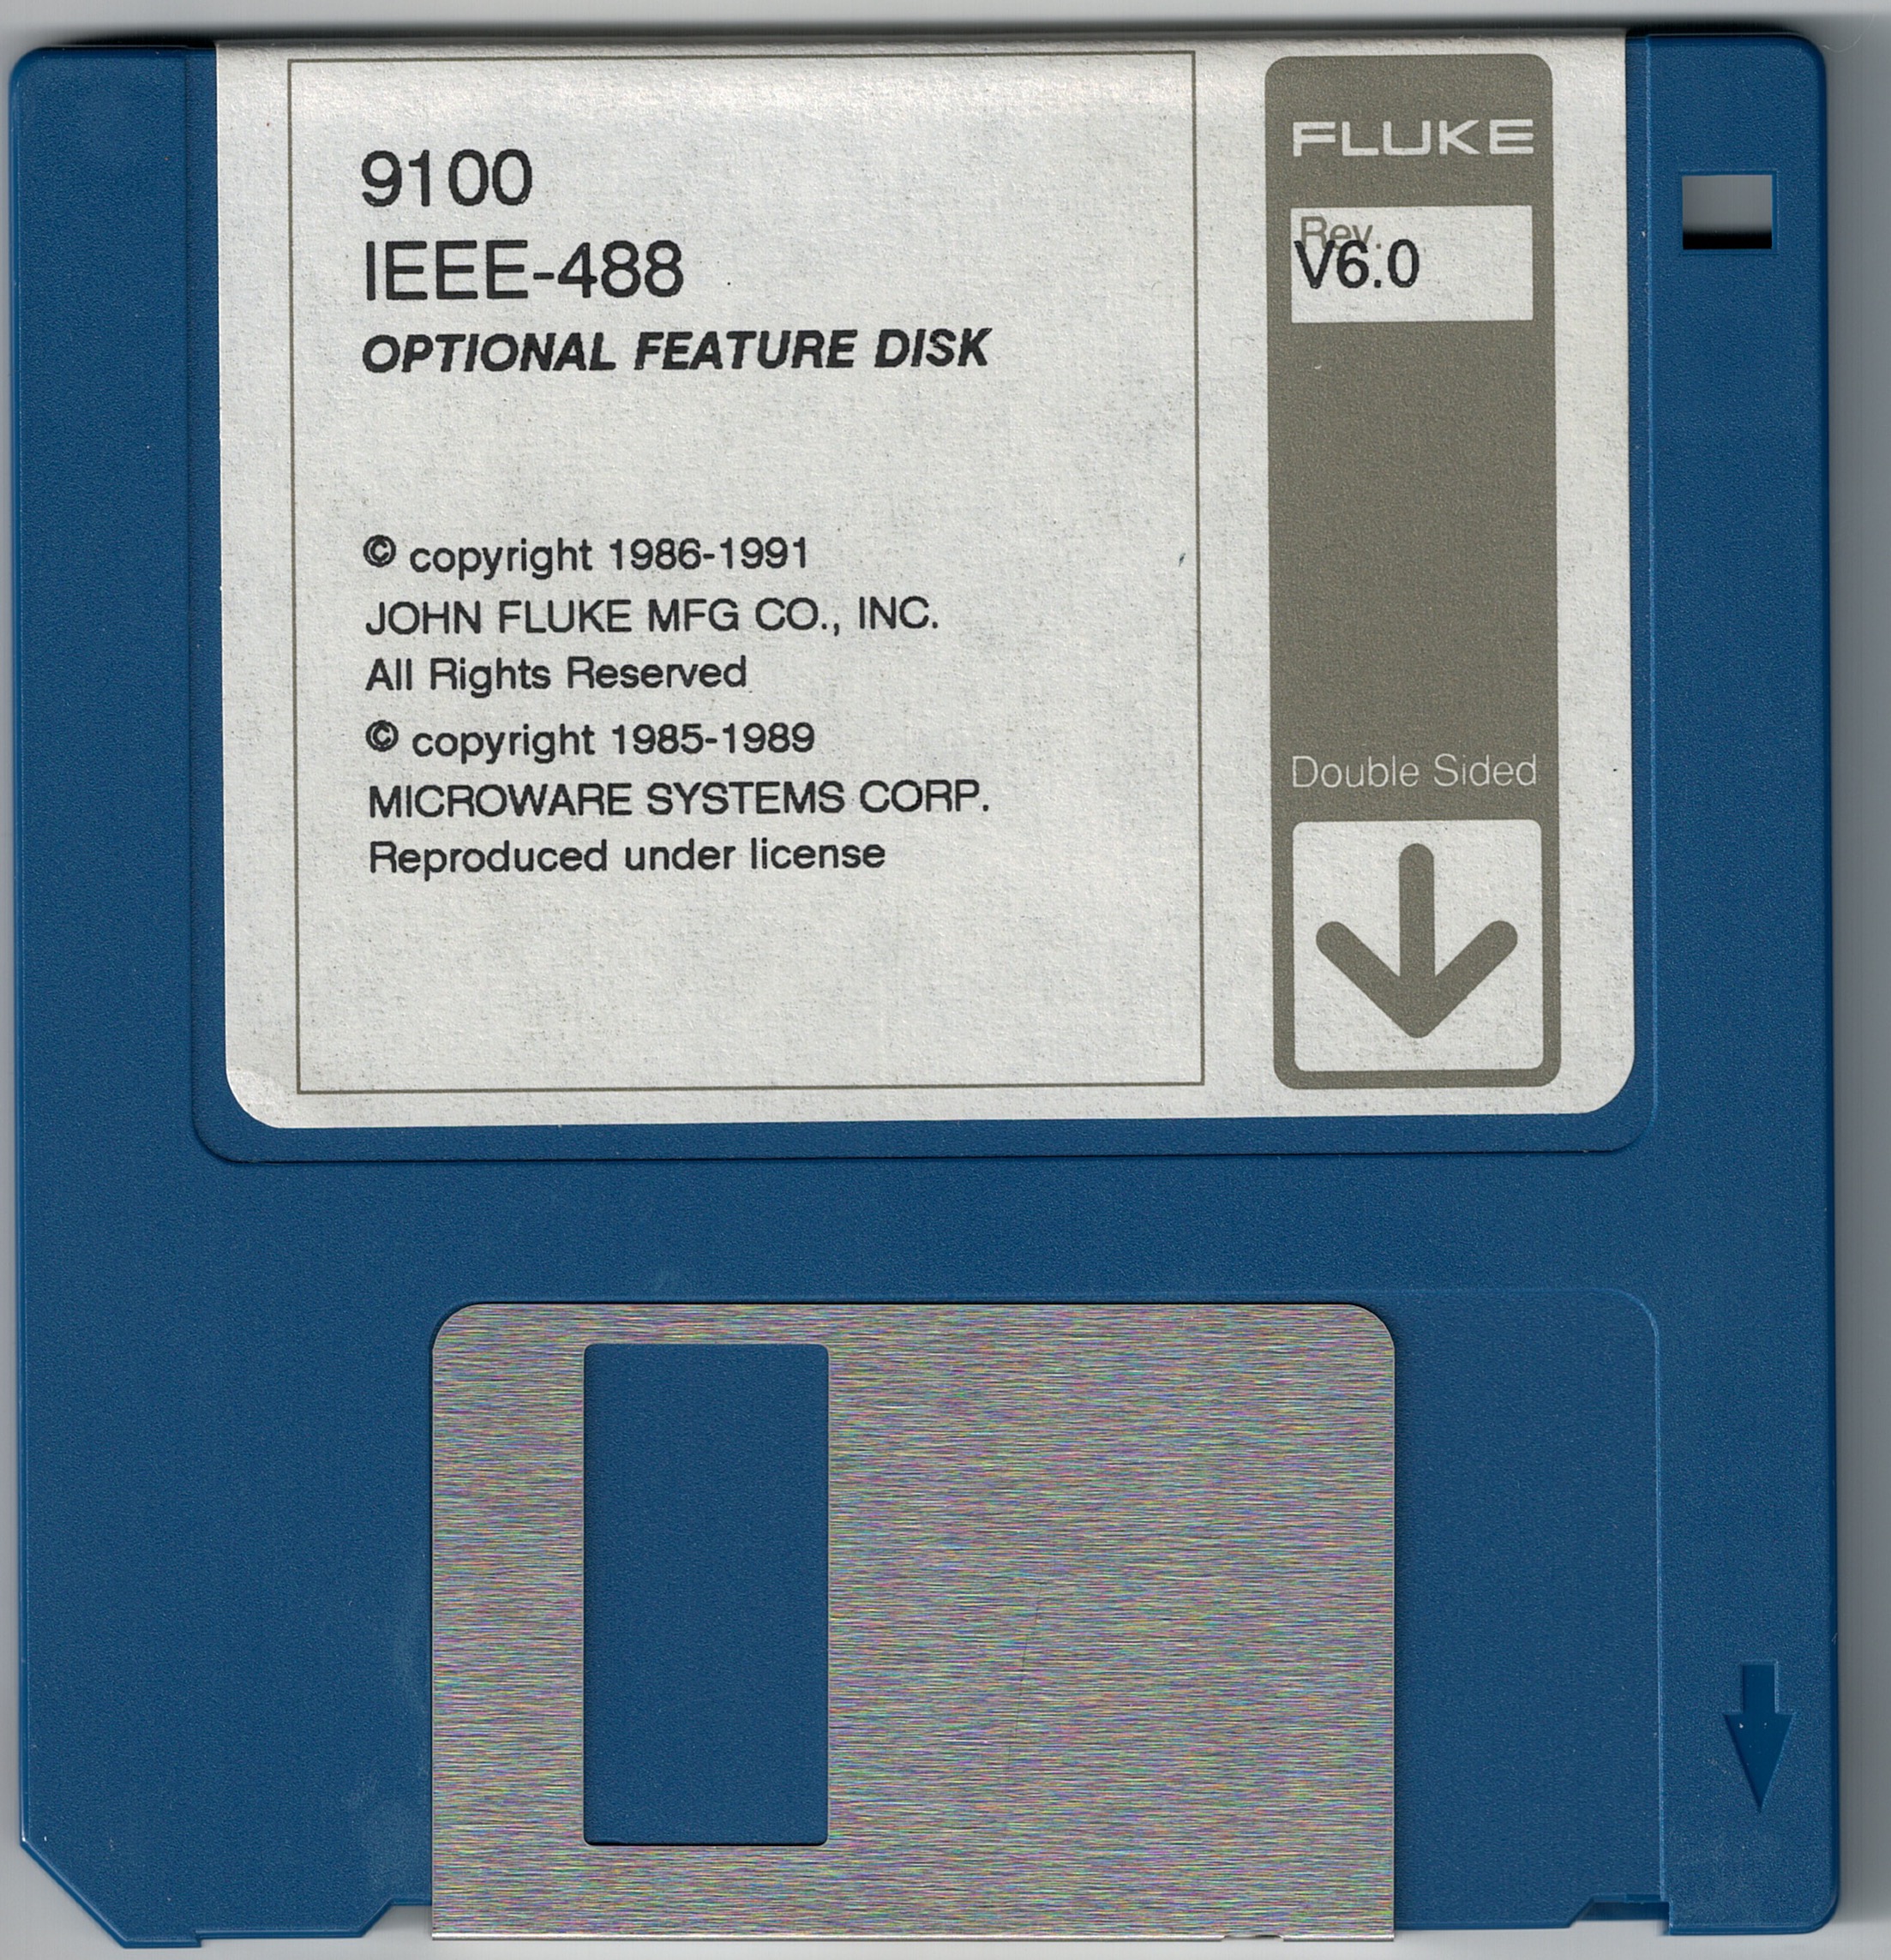 9100
IEEE-488
OPTIONAL FEATURE DISK
© copyright 1986-1991
JOHN FLUKE MFG CO., INC.
All Rights Reserved
© copyright 1985-1989
MICROWARE SYSTEMS CORP.
Reproduced under license
FLUKE
Rev.
V6.0
Double Sided